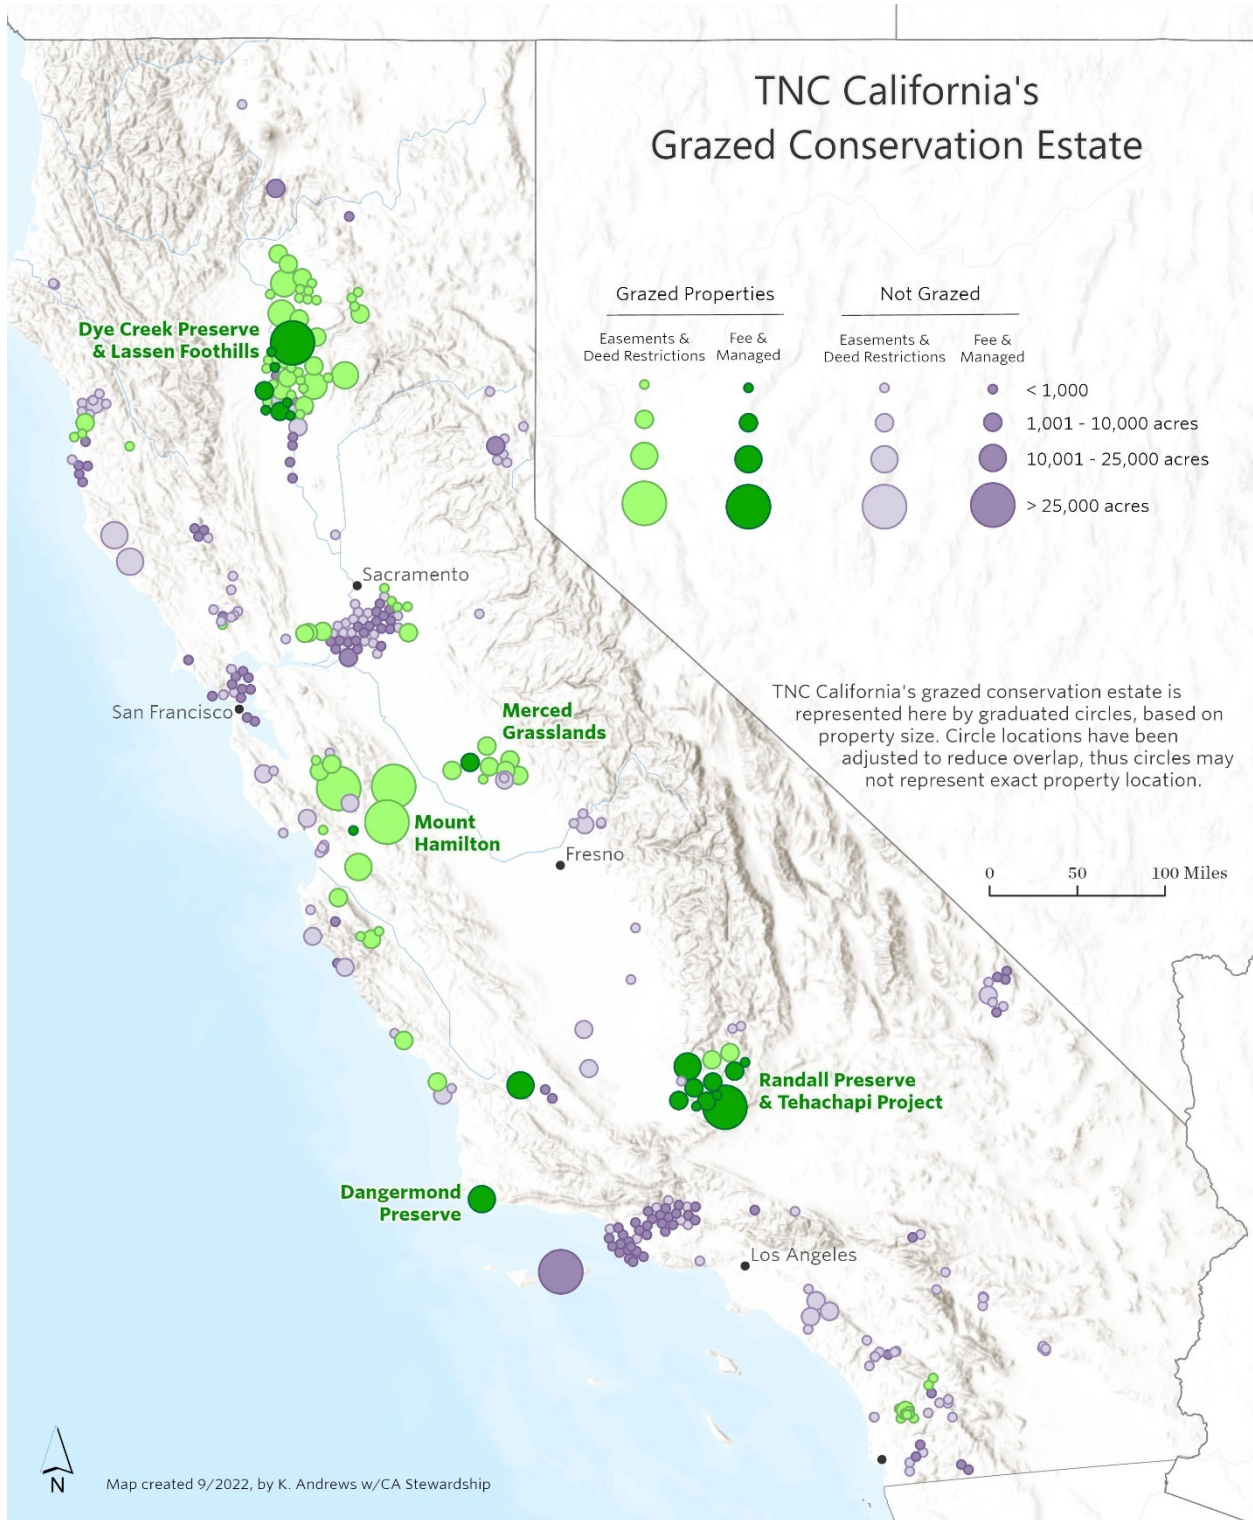 TNC California's
Grazed Conservation Estate
Grazed Properties
Not Grazed
Easements &
Deed Restrictions
Fee &
Managed
Easements &
Deed Restrictions
Fee &
Managed
< 1,000
1,001 - 10,000 acres
10,001 - 25,000 acres
> 25,000 acres
Dye Creek Preserve
& Lassen Foothills
Sacramento
San Francisco
Merced
Grasslands
TNC California's grazed conservation estate is
represented here by graduated circles, based on
property size. Circle locations have been
adjusted to reduce overlap, thus circles may
not represent exact property location.
Mount
Hamilton
Fresno
0 50 100 Miles
Randall Preserve
& Tehachapi Project
Dangermond
Preserve
Los Angeles
N
Map created 9/2022, by K. Andrews w/CA Stewardship